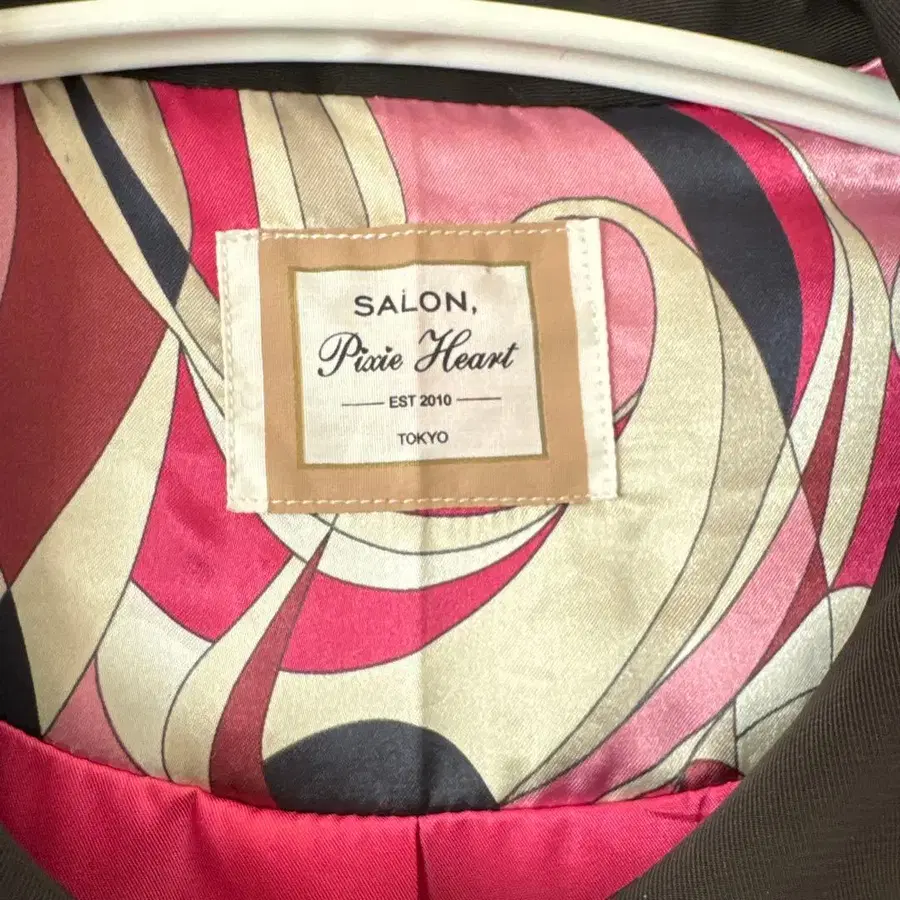 SALON,
Pixie Heart
EST 2010
TOKYO